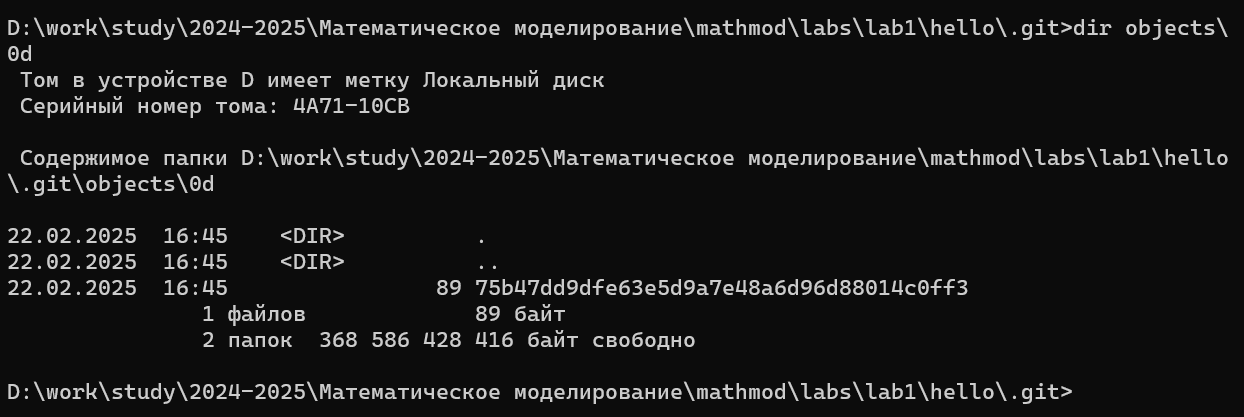 D:\work\study\2024-2025\Математическое моделирование\mathmod\labs\lab1\hello\.git>dir objects\
0d
 Том в устройстве D имеет метку Локальный диск
 Серийный номер тома: 4A71-10CB

 Содержимое папки D:\work\study\2024-2025\Математическое моделирование\mathmod\labs\lab1\hello
\.git\objects\0d

22.02.2025  16:45    <DIR>          .
22.02.2025  16:45    <DIR>          ..
22.02.2025  16:45                89 75b47dd9dfe63e5d9a7e48a6d96d88014c0ff3
               1 файлов             89 байт
               2 папок  368 586 428 416 байт свободно

D:\work\study\2024-2025\Математическое моделирование\mathmod\labs\lab1\hello\.git>